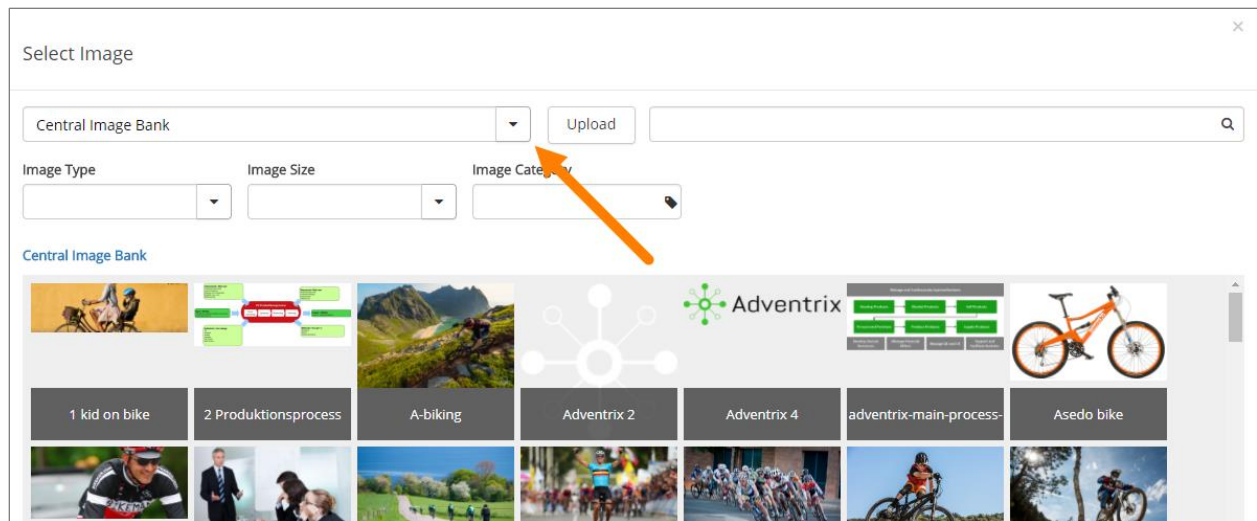 Select Image
Central Image Bank
Upload
Image Type
Image Size
Image Category
Central Image Bank
Adventrix
1 kid on bike
2 Produktionsprocess
A-biking
Adventrix 2
Adventrix 4
adventrix-main-process-
Asedo bike